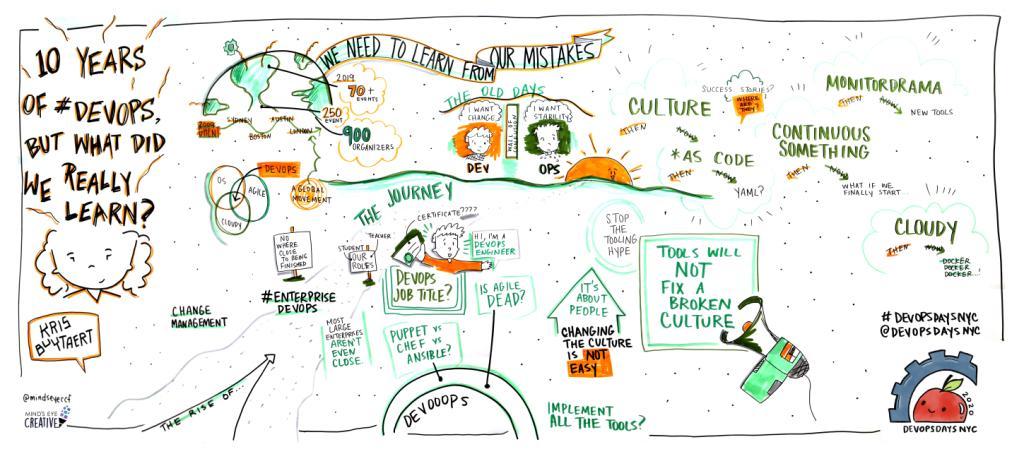 10 YEARS
OF #DEVOPS,
BUT WHAT DID
WE REALLY
LEARN?
KRIS
BUYTAERT
@mindseyeccf
MIND'S EYE
CREATIVE
WE NEED TO LEARN FROM OUR MISTAKES
2019
70+
EVENTS
250
EVENT
900
ORGANIZERS
2009
SYDNEY
AUSTIN
BOSTON
LONDON
DEVOPS
OS
AGILE
CLOUDY
A GLOBAL
MOVEMENT
THE OLD DAYS
I WANT
CHANGE
WALL OF
CONFUSION
I WANT
STABILITY
DEV
OPS
CULTURE
THEN
NOW
SUCCESS STORIES?
WHERE ARE
THEY?
*AS CODE
THEN
NOW
YAML?
MONITORDRAMA
THEN
NOW
NEW TOOLS
CONTINUOUS
SOMETHING
THEN
NOW
WHAT IF WE
FINALLY START...
CLOUDY
THEN
NOW
DOCKER
DOCKER
DOCKER...
THE JOURNEY
CERTIFICATE????
NO
WHERE
CLOSE
TO BEING
FINISHED
TEACHER
STUDENT
OUR
ROLES
HI, I'M A
DEVOPS
ENGINEER
DEVOPS
JOB TITLE?
IS AGILE
DEAD?
#ENTERPRISE
DEVOPS
CHANGE
MANAGEMENT
MOST
LARGE
ENTERPRISES
AREN'T
EVEN
CLOSE
PUPPET VS
CHEF VS
ANSIBLE?
DEVOOOPS
THE RISE OF...
STOP
THE
TOOLING
HYPE
IT'S
ABOUT
PEOPLE
CHANGING
THE CULTURE
IS NOT
EASY
IMPLEMENT
ALL THE TOOLS?
TOOLS WILL
NOT
FIX A
BROKEN
CULTURE
#DEVOPSDAYSNYC
@DEVOPSDAYSNYC
2020
DEVOPSDAYS NYC